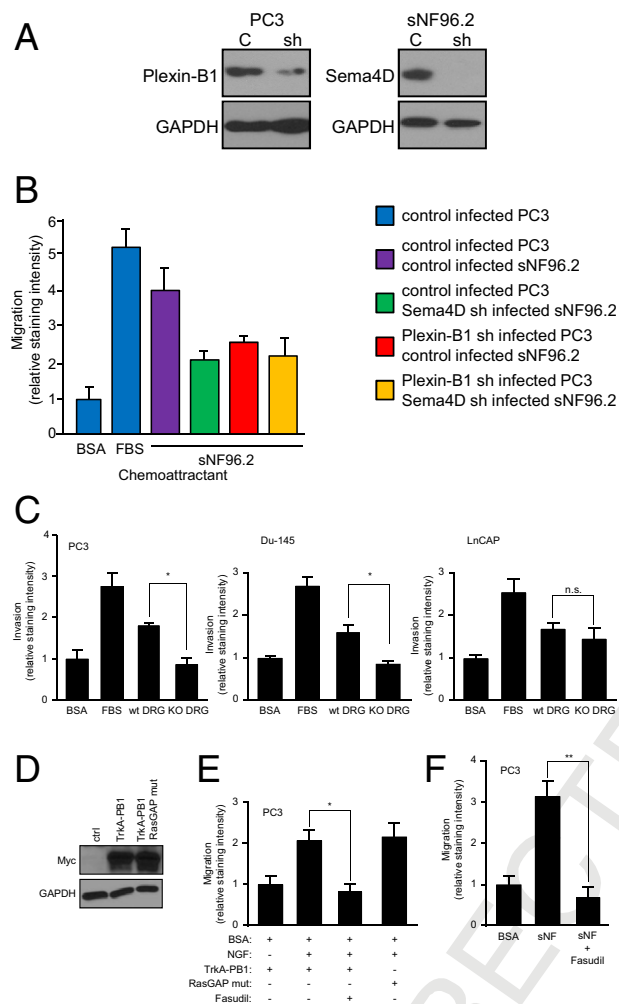 A
PC3
C sh
Plexin-B1
GAPDH
sNF96.2
C sh
Sema4D
GAPDH
B
Migration
(relative staining intensity)
6
5
4
3
2
1
0
BSA FBS
sNF96.2
Chemoattractant
control infected PC3
control infected PC3
control infected sNF96.2
control infected PC3
Sema4D sh infected sNF96.2
Plexin-B1 sh infected PC3
control infected sNF96.2
Plexin-B1 sh infected PC3
Sema4D sh infected sNF96.2
C
PC3
Invasion
(relative staining intensity)
4
3
2
1
0
*
BSA FBS wt DRG KO DRG
Du-145
Invasion
(relative staining intensity)
3
2
1
0
*
BSA FBS wt DRG KO DRG
LnCAP
Invasion
(relative staining intensity)
3
2
1
0
n.s.
BSA FBS wt DRG KO DRG
D
ctrl
TrkA-PB1
TrkA-PB1
RasGAP mut
Myc
GAPDH
E
PC3
Migration
(relative staining intensity)
4
3
2
1
0
*
BSA: + + + +
NGF: - + + +
TrkA-PB1: + + + -
RasGAP mut: - - - +
Fasudil: - - + -
F
PC3
Migration
(relative staining intensity)
4
3
2
1
0
**
BSA sNF sNF
+
Fasudil
PECTE